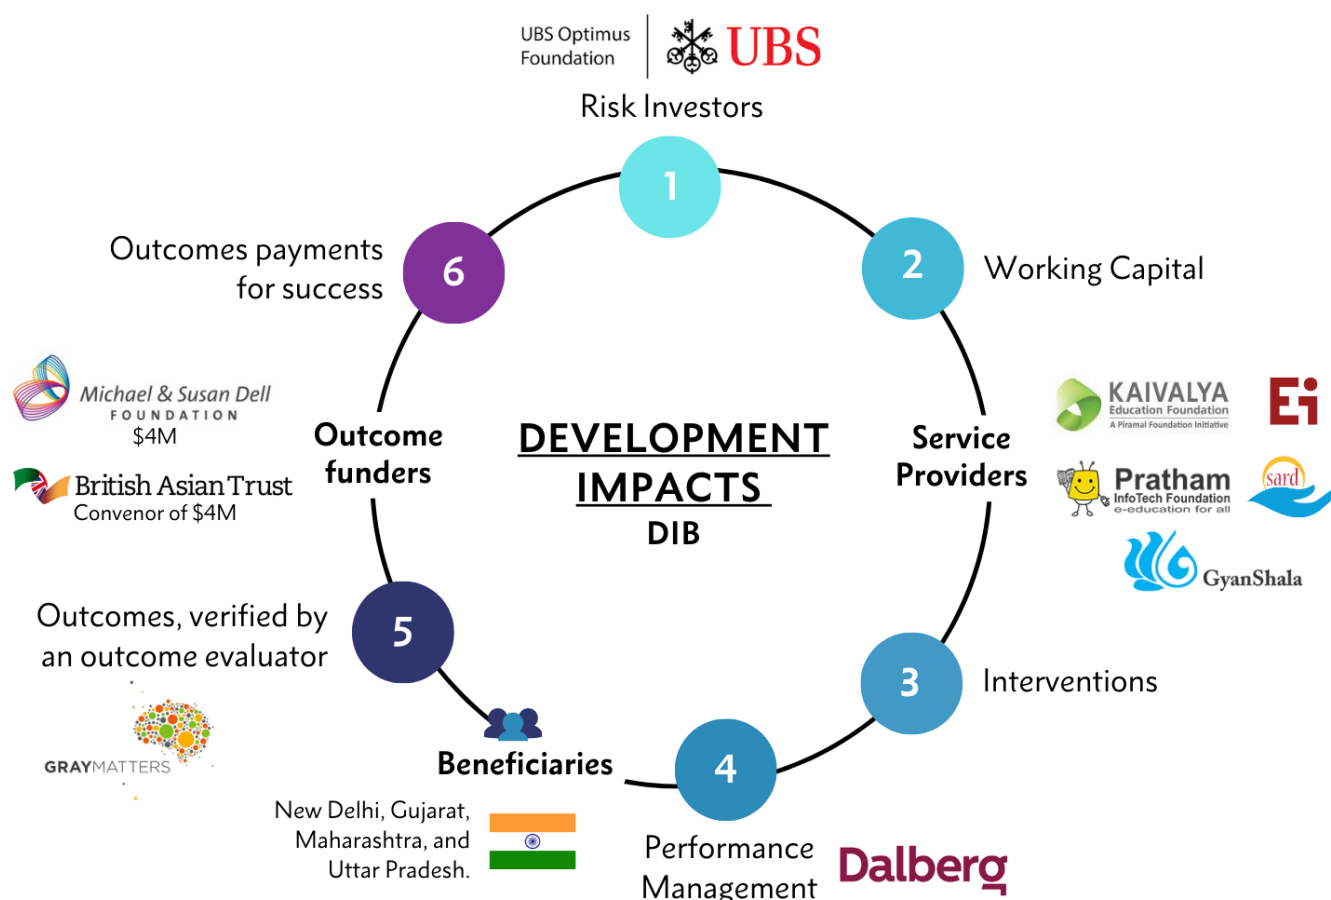 UBS Optimus
Foundation
UBS
Risk Investors
1
2
Working Capital
KAIVALYA
Education Foundation
A Piramal Foundation Initiative
Ei
Service
Providers
Pratham
InfoTech Foundation
e-education for all
sard
GyanShala
3
Interventions
4
Performance
Management
Dalberg
Beneficiaries
New Delhi, Gujarat,
Maharashtra, and
Uttar Pradesh.
5
Outcomes, verified by
an outcome evaluator
GRAYMATTERS
Outcome
funders
Michael & Susan Dell
FOUNDATION
$4M
British Asian Trust
Convenor of $4M
6
Outcomes payments
for success
DEVELOPMENT
IMPACTS
DIB